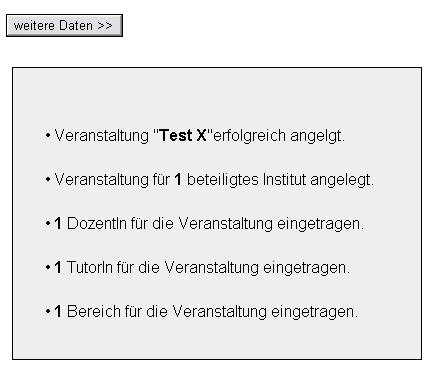 weitere Daten >>
• Veranstaltung "Test X"erfolgreich angelgt.
• Veranstaltung für 1 beteiligtes Institut angelegt.
• 1 DozentIn für die Veranstaltung eingetragen.
• 1 TutorIn für die Veranstaltung eingetragen.
• 1 Bereich für die Veranstaltung eingetragen.